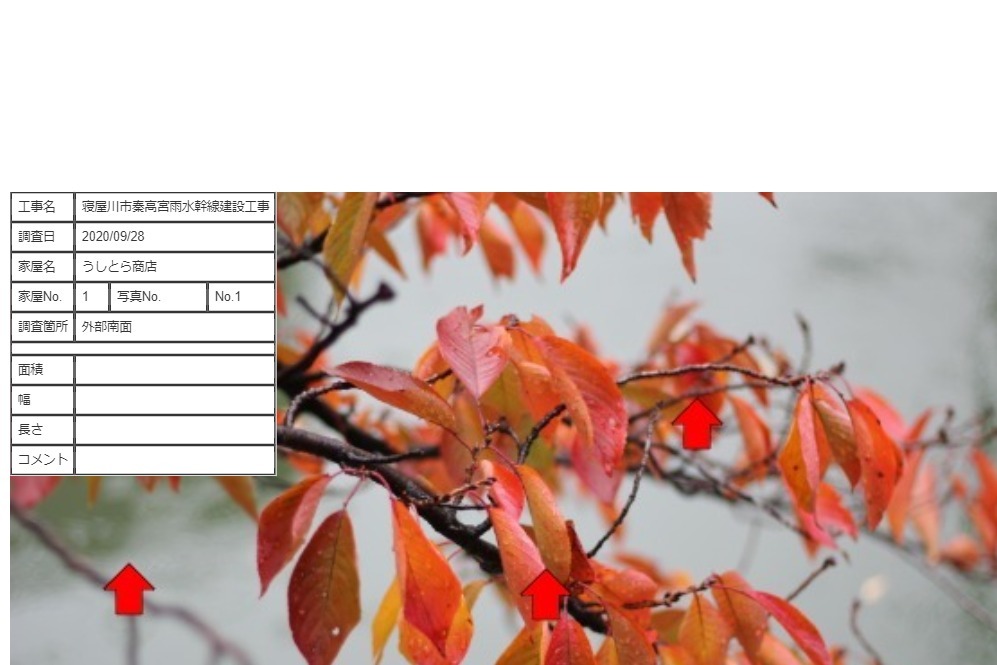 工事名 寝屋川市秦高宮雨水幹線建設工事
調査日 2020/09/28
家屋名 うしとら商店
家屋No. 1 写真No. No.1
調査箇所 外部南面
面積
幅
長さ
コメント